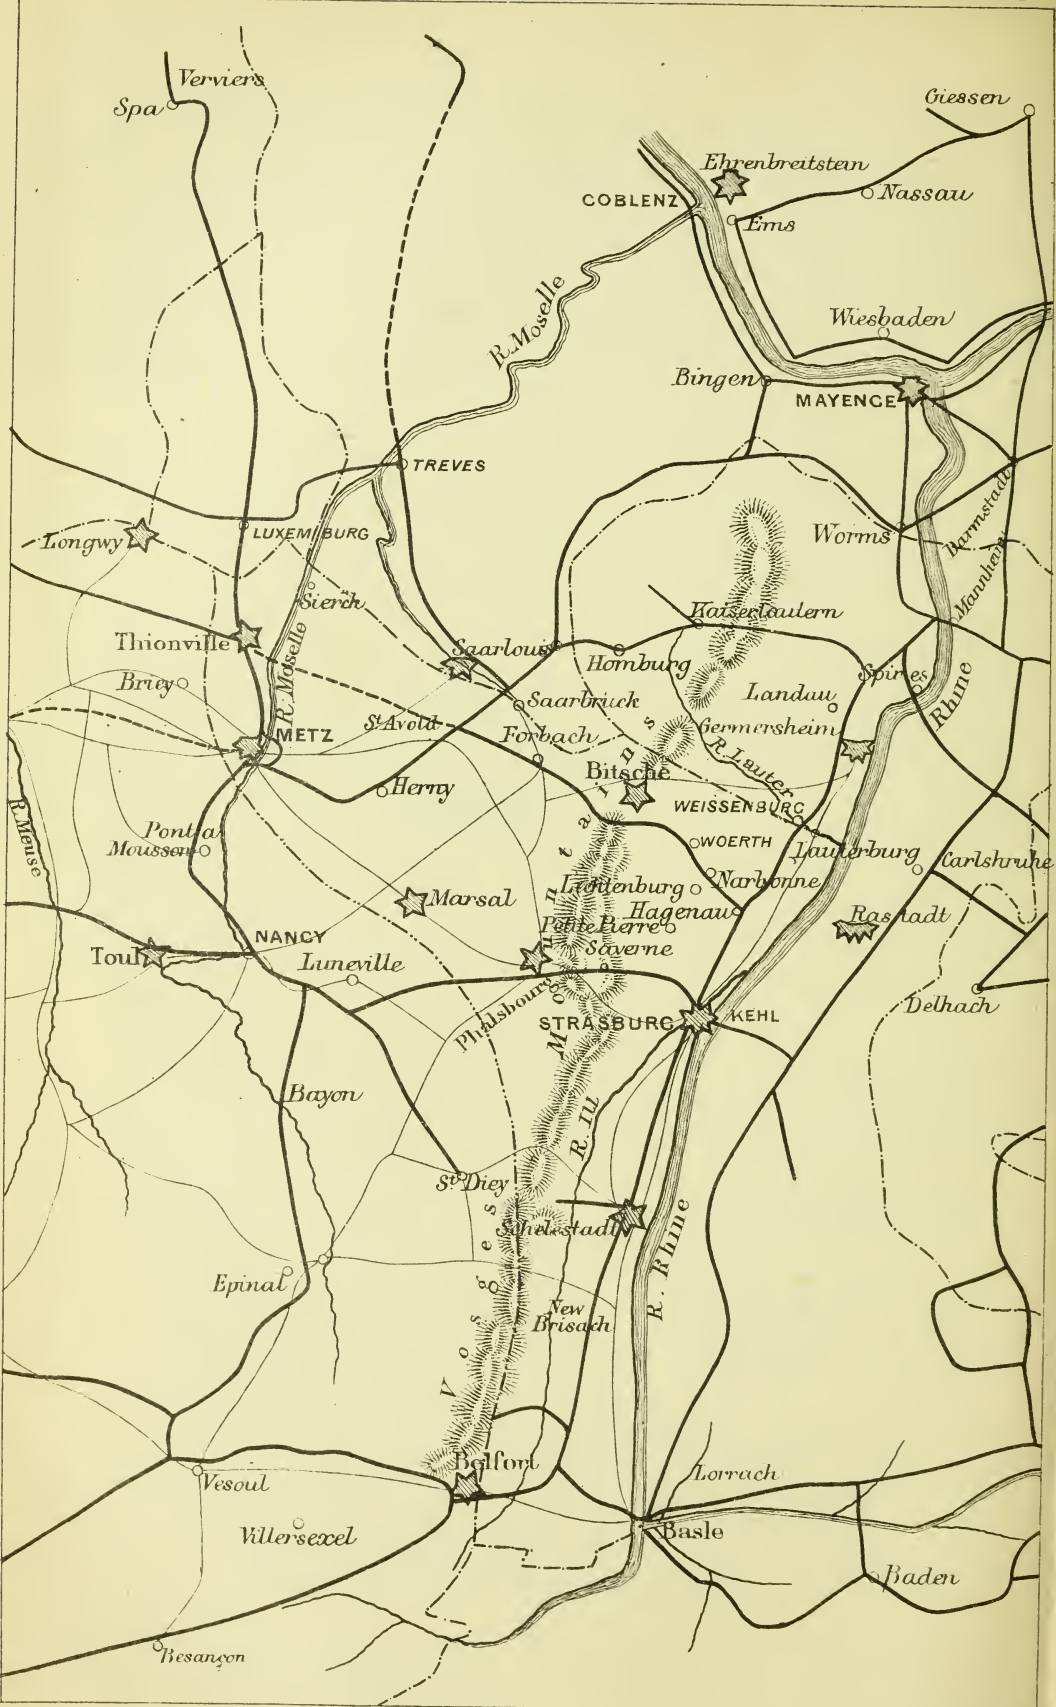 Verviers
Spa
Giessen
Ehrenbreitstein
COBLENZ
Nassau
Ems
R. Moselle
Wiesbaden
Bingen
MAYENCE
TREVES
LUXEMBURG
Longwy
Worms
Darmstadt
Mannheim
Sierck
Kaiserlautern
Thionville
R. Moselle
Saarlouis
Homburg
Spires
Briey
Landau
Rhine
Saarbrück
St Avold
METZ
Forbach
Germersheim
R. Lauter
Bitsche
Herny
WEISSENBURG
R. Meuse
Pont a
Mousson
WOERTH
Lauterburg
Carlshruhe
Narbonne
Lichtenburg
Marsal
Hagenau
Rastadt
Petite Pierre
NANCY
Saverne
Toul
Luneville
Phalsbourg
Delbach
STRASBURG
KEHL
Bayon
R. Ill
St Diey
Schelestadt
R. Rhine
Epinal
New
Brisach
Vosges Mountains
Belfort
Lorrach
Vesoul
Villersexel
Basle
Baden
Besançon